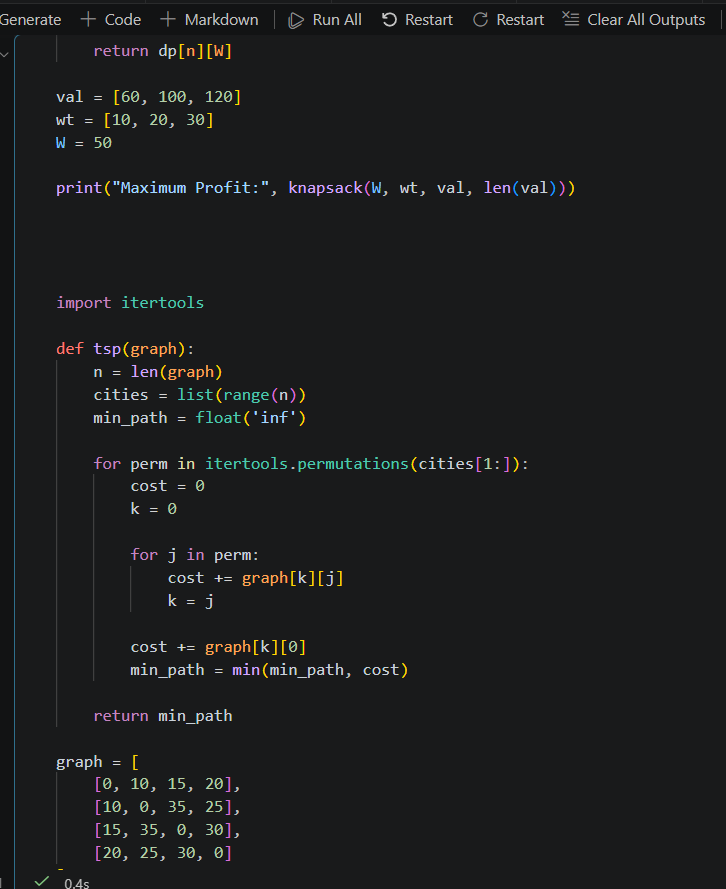 Generate + Code + Markdown Run All Restart Restart Clear All Outputs
return dp[n][W]
val = [60, 100, 120]
wt = [10, 20, 30]
W = 50
print("Maximum Profit:", knapsack(W, wt, val, len(val)))
import itertools
def tsp(graph):
n = len(graph)
cities = list(range(n))
min_path = float('inf')
for perm in itertools.permutations(cities[1:]):
cost = 0
k = 0
for j in perm:
cost += graph[k][j]
k = j
cost += graph[k][0]
min_path = min(min_path, cost)
return min_path
graph = [
[0, 10, 15, 20],
[10, 0, 35, 25],
[15, 35, 0, 30],
[20, 25, 30, 0]
0.4s